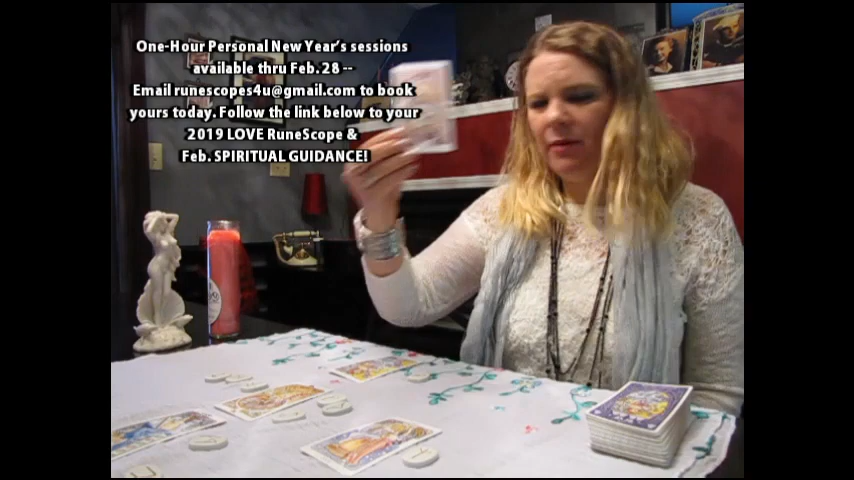 One-Hour Personal New Year's sessions
available thru Feb. 28 --
Email runescopes4u@gmail.com to book
yours today. Follow the link below to your
2019 LOVE RuneScope &
Feb. SPIRITUAL GUIDANCE!